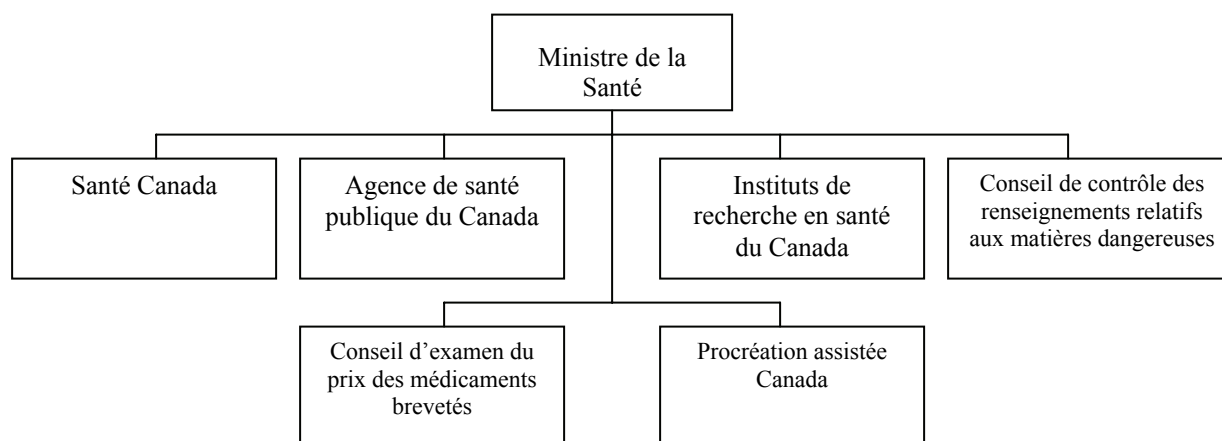 Ministre de la
Santé
Santé Canada
Agence de santé
publique du Canada
Instituts de
recherche en santé
du Canada
Conseil de contrôle des
renseignements relatifs
aux matières dangereuses
Conseil d’examen du
prix des médicaments
brevetés
Procréation assistée
Canada